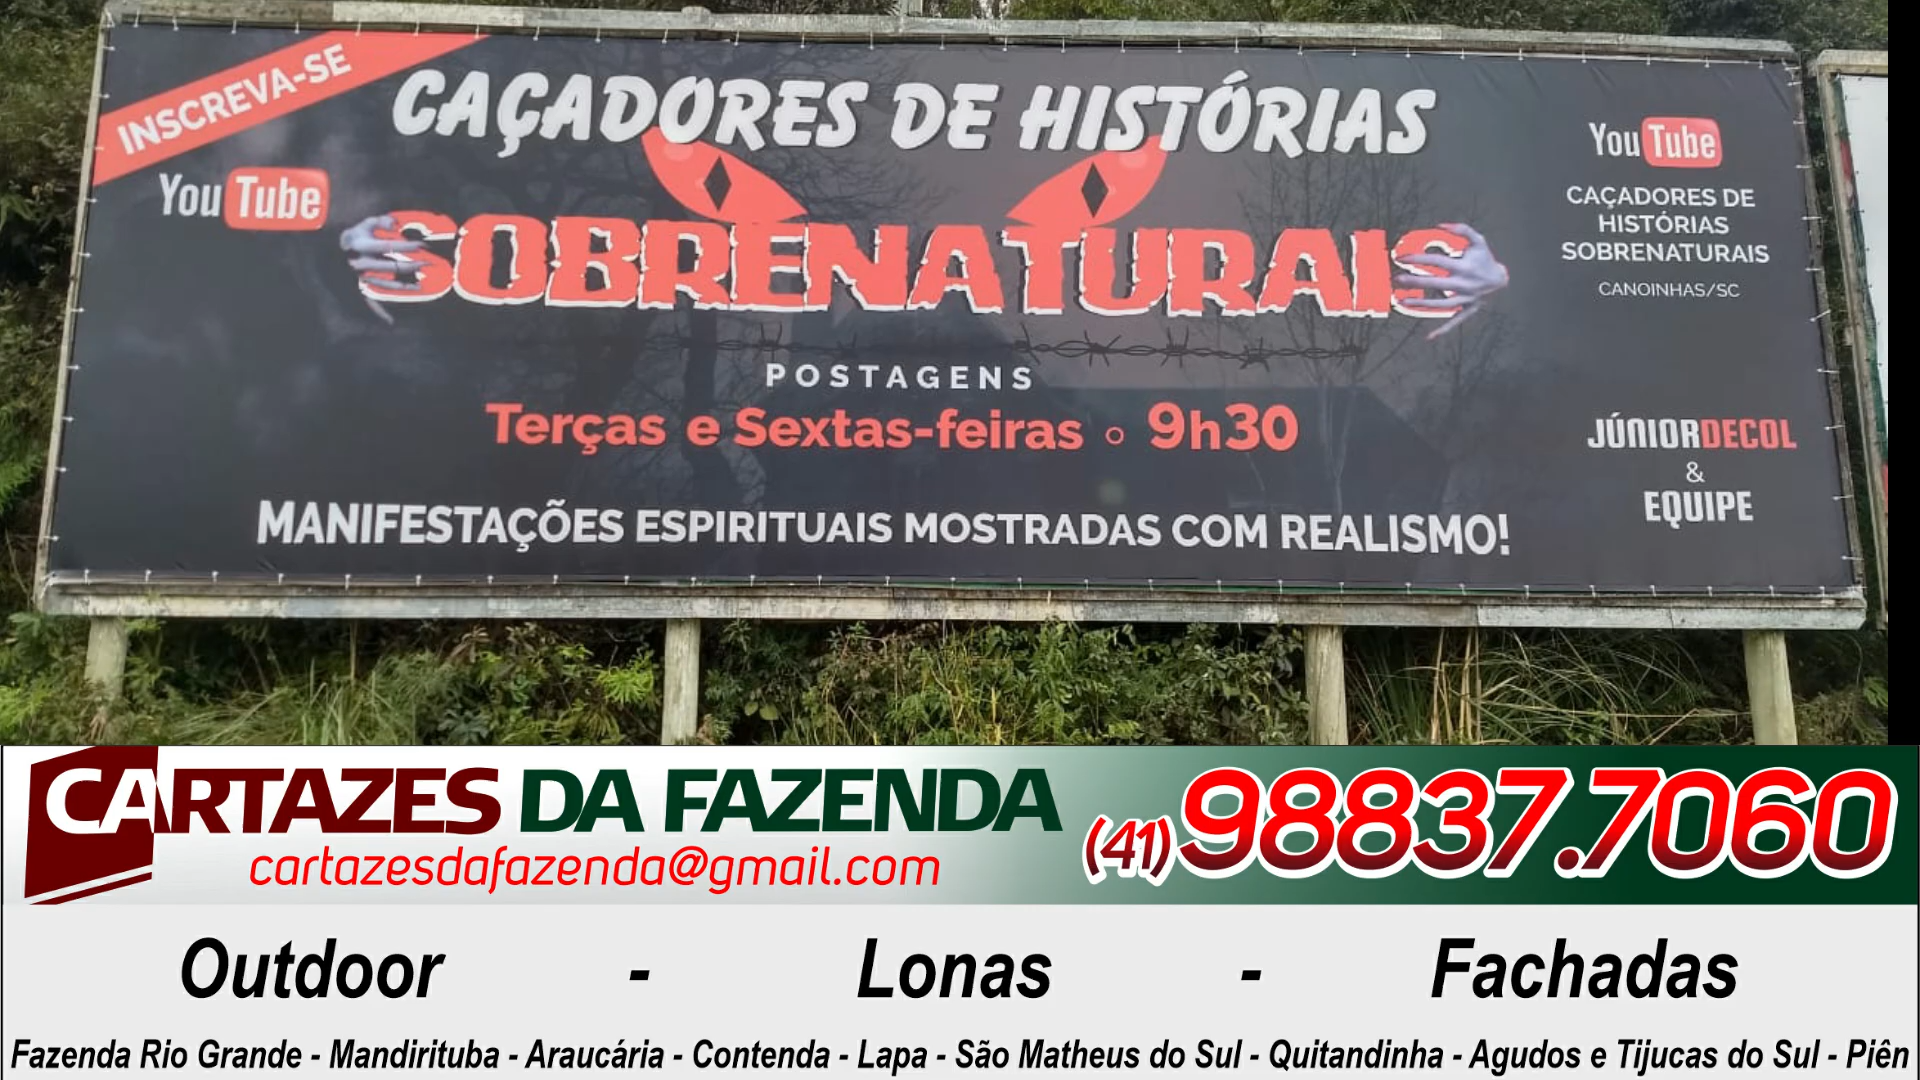 INSCREVA-SE
YouTube
CAÇADORES DE HISTÓRIAS
SOBRENATURAIS
POSTAGENS
Terças e Sextas-feiras ○ 9h30
MANIFESTAÇÕES ESPIRITUAIS MOSTRADAS COM REALISMO!
YouTube
CAÇADORES DE
HISTÓRIAS
SOBRENATURAIS
CANOINHAS/SC
JÚNIORDECOL
&
EQUIPE
CARTAZES DA FAZENDA
cartazesdafazenda@gmail.com
(41)98837.7060
Outdoor - Lonas - Fachadas
Fazenda Rio Grande - Mandirituba - Araucária - Contenda - Lapa - São Matheus do Sul - Quitandinha - Agudos e Tijucas do Sul - Piên